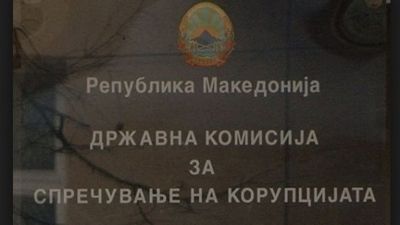 Република Македонија
ДРЖАВНА КОМИСИЈА
ЗА
СПРЕЧУВАЊЕ НА КОРУПЦИЈАТА